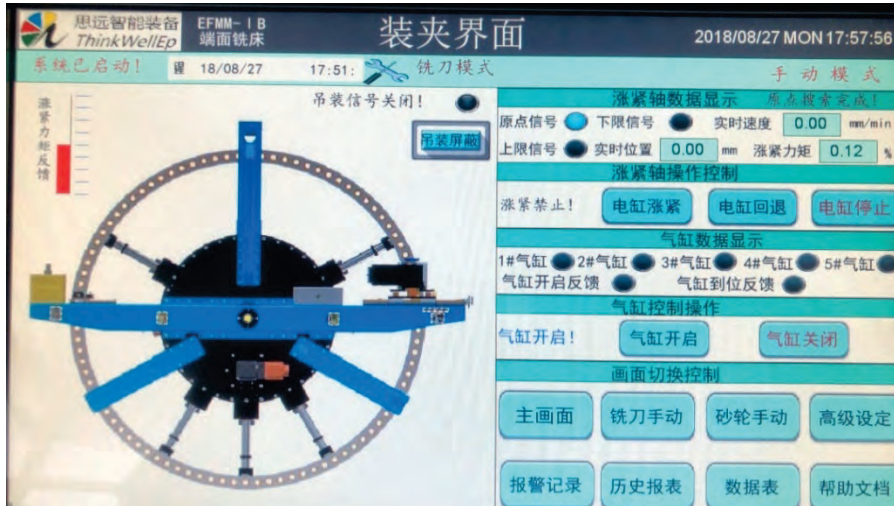 思远智能装备
ThinkWellEp
EFMM-ⅠB
端面铣床
装夹界面
2018/08/27 MON 17:57:56
系统已启动!
18/08/27
17:51:
铣刀模式
手动模式
涨紧力矩反馈
吊装信号关闭!
吊装屏蔽
涨紧轴数据显示
原点搜索完成!
原点信号
下限信号
实时速度
0.00
mm/min
上限信号
实时位置
0.00
mm
涨紧力矩
0.12
%
涨紧轴操作控制
涨紧禁止!
电缸涨紧
电缸回退
电缸停止
气缸数据显示
1#气缸
2#气缸
3#气缸
4#气缸
5#气缸
气缸开启反馈
气缸到位反馈
气缸控制操作
气缸开启!
气缸开启
气缸关闭
画面切换控制
主画面
铣刀手动
砂轮手动
高级设定
报警记录
历史报表
数据表
帮助文档